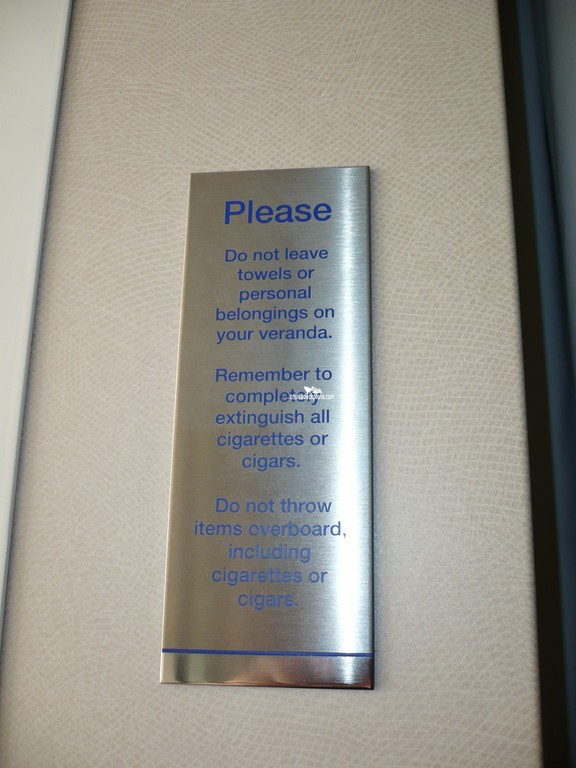 Please
Do not leave
towels or
personal
belongings on
your veranda.
Remember to
completely
extinguish all
cigarettes or
cigars.
Do not throw
items overboard,
including
cigarettes or
cigars.